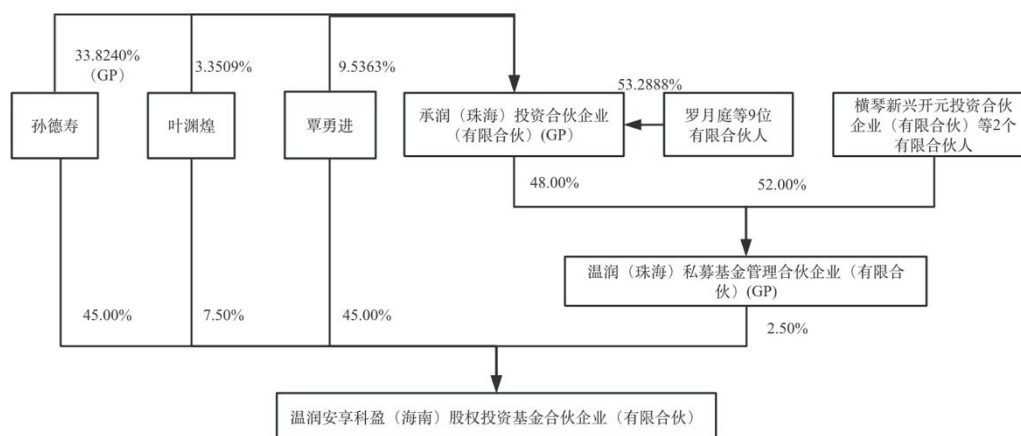 33.8240%
（GP）
3.3509%
9.5363%
53.2888%
孙德寿
叶渊煌
覃勇进
承润（珠海）投资合伙企业
（有限合伙）(GP)
罗月庭等9位
有限合伙人
横琴新兴开元投资合伙
企业（有限合伙）等2个
有限合伙人
48.00%
52.00%
温润（珠海）私募基金管理合伙企业（有限合
伙）(GP)
45.00%
7.50%
45.00%
2.50%
温润安享科盈（海南）股权投资基金合伙企业（有限合伙）